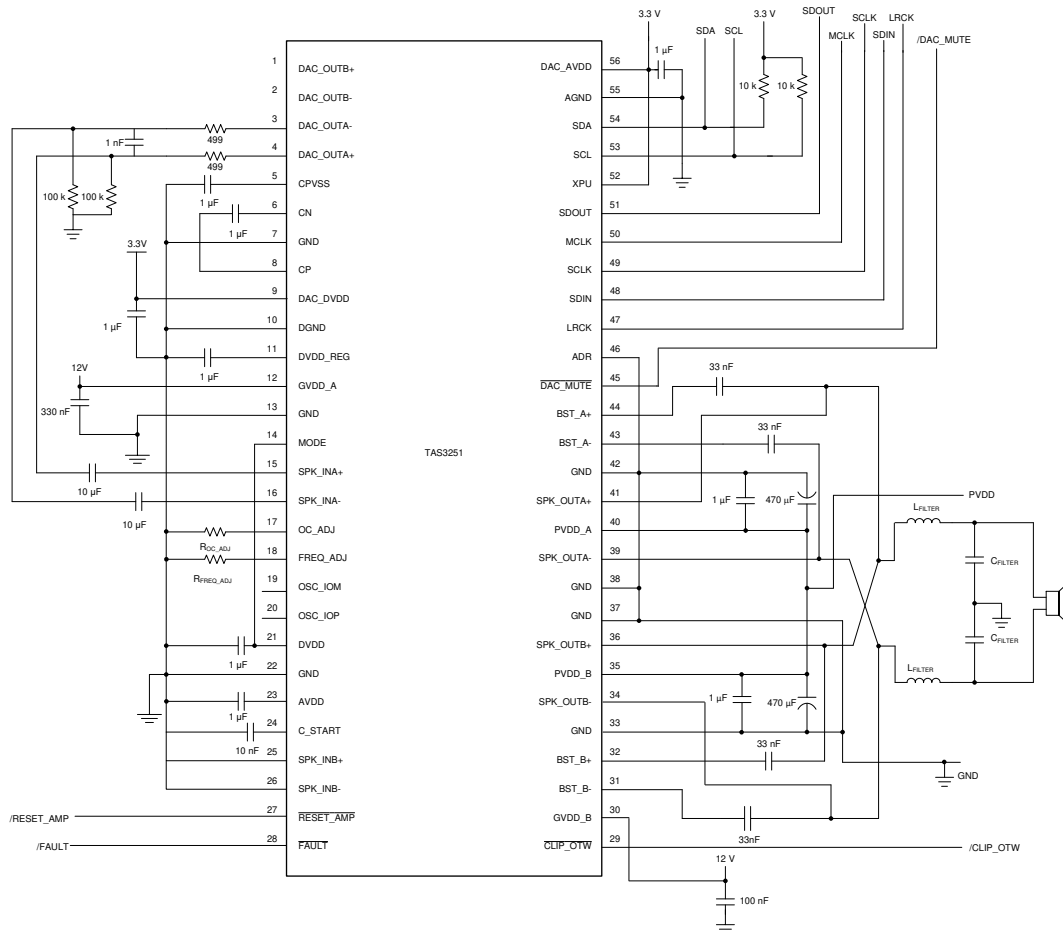 3.3 V
3.3 V
SDOUT
SCLK
LRCK
SDA
SCL
MCLK
SDIN
/DAC_MUTE
1 µF
10 k
10 k
1
DAC_OUTB+
2
DAC_OUTB-
3
DAC_OUTA-
499
1 nF
4
DAC_OUTA+
499
5
CPVSS
1 µF
100 k
100 k
6
CN
1 µF
7
GND
3.3V
8
CP
9
DAC_DVDD
1 µF
10
DGND
11
DVDD_REG
1 µF
12V
12
GVDD_A
330 nF
13
GND
14
MODE
15
SPK_INA+
10 µF
16
SPK_INA-
10 µF
17
OC_ADJ
ROC_ADJ
18
FREQ_ADJ
RFREQ_ADJ
19
OSC_IOM
20
OSC_IOP
21
DVDD
1 µF
22
GND
23
AVDD
1 µF
24
C_START
10 nF
25
SPK_INB+
26
SPK_INB-
27
/RESET_AMP
RESET_AMP
28
/FAULT
FAULT
TAS3251
DAC_AVDD
56
AGND
55
SDA
54
SCL
53
XPU
52
SDOUT
51
MCLK
50
SCLK
49
SDIN
48
LRCK
47
ADR
46
DAC_MUTE
45
33 nF
BST_A+
44
BST_A-
43
33 nF
GND
42
SPK_OUTA+
41
1 µF
470 µF
PVDD
PVDD_A
40
SPK_OUTA-
39
GND
38
GND
37
SPK_OUTB+
36
PVDD_B
35
SPK_OUTB-
34
1 µF
470 µF
GND
33
BST_B+
32
33 nF
BST_B-
31
33nF
GVDD_B
30
CLIP_OTW
29
/CLIP_OTW
12 V
100 nF
LFILTER
CFILTER
CFILTER
LFILTER
GND